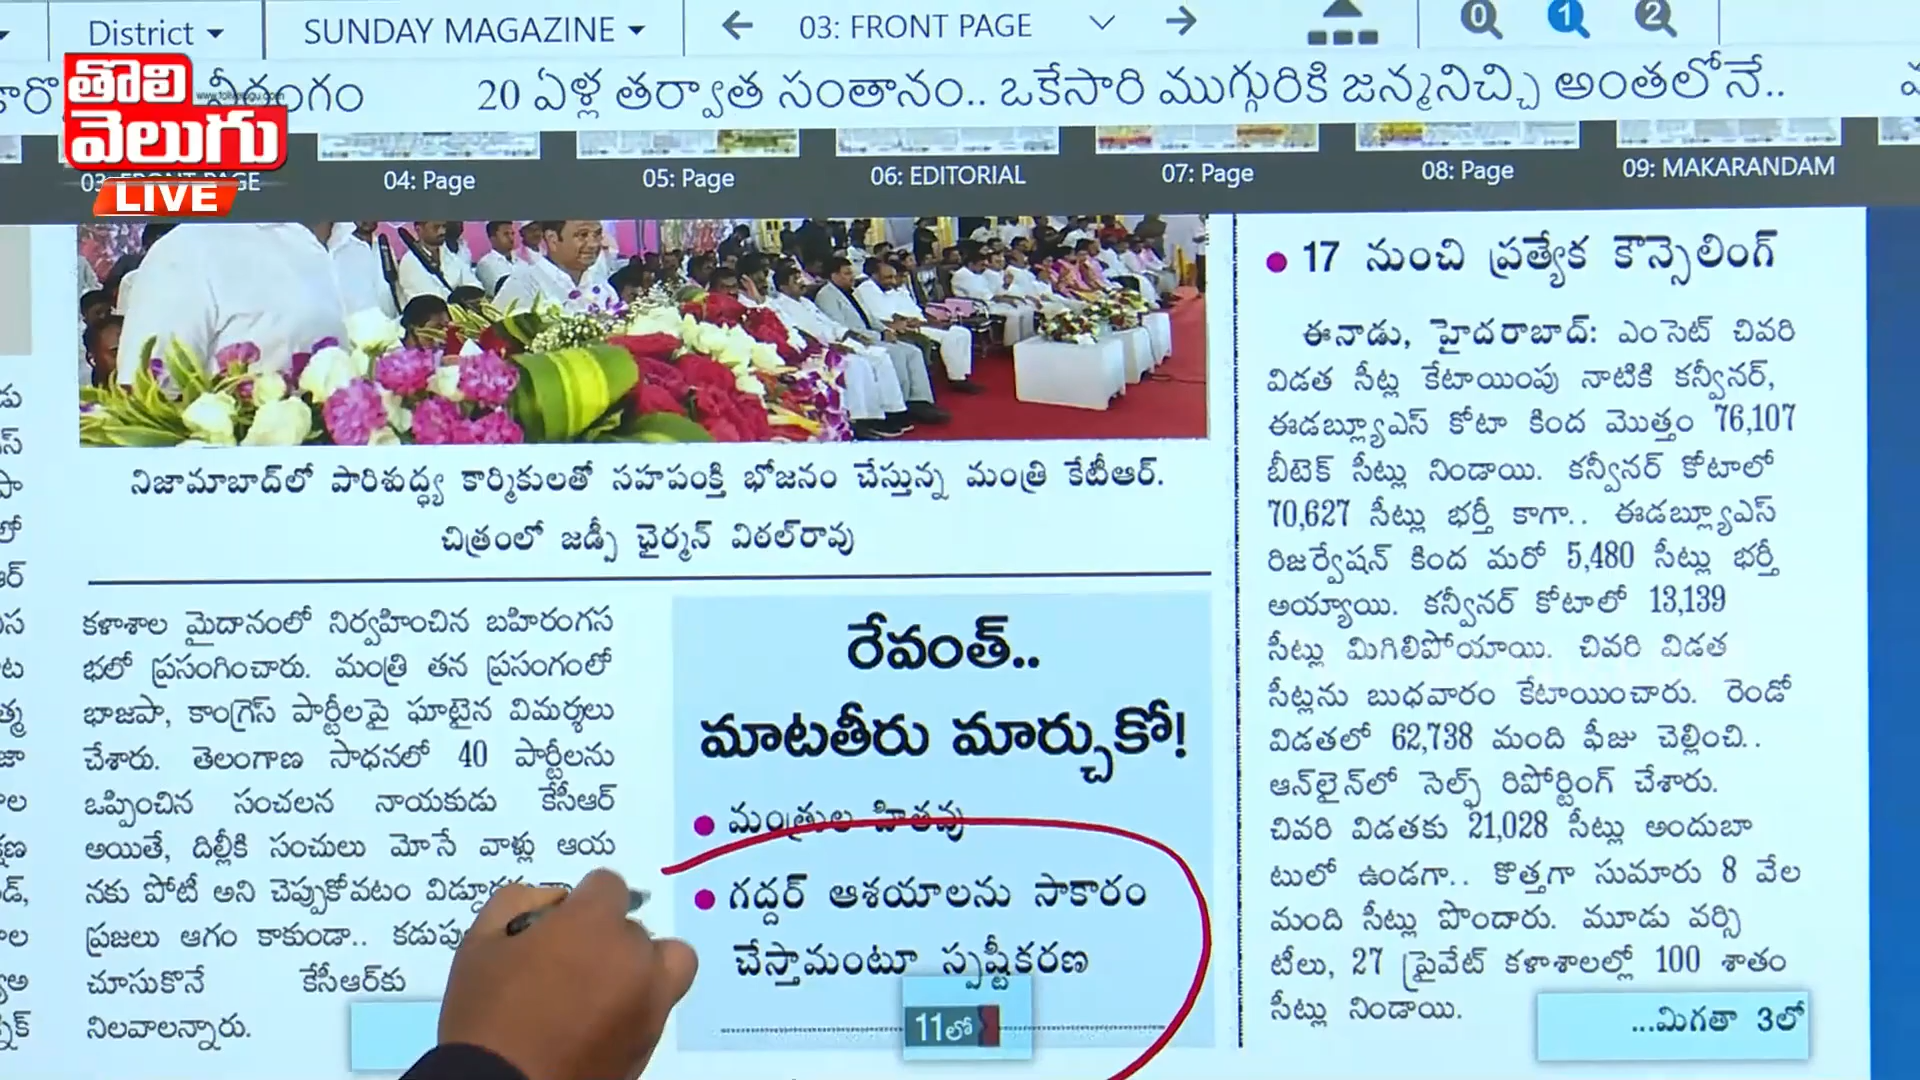 District
SUNDAY MAGAZINE
03: FRONT PAGE
0 1 2
తొలి
వెలుగు
LIVE
20 ఏళ్ల తర్వాత సంతానం.. ఒకేసారి ముగ్గురికి జన్మనిచ్చి అంతలోనే..
04: Page
05: Page
06: EDITORIAL
07: Page
08: Page
09: MAKARANDAM
నిజామాబాద్‌లో పారిశుద్ధ్య కార్మికులతో సహపంక్తి భోజనం చేస్తున్న మంత్రి కేటీఆర్.
చిత్రంలో జడ్పీ ఛైర్మన్ విఠల్‌రావు
కళాశాల మైదానంలో నిర్వహించిన బహిరంగస
భలో ప్రసంగించారు. మంత్రి తన ప్రసంగంలో
భాజపా, కాంగ్రెస్ పార్టీలపై ఘాటైన విమర్శలు
చేశారు. తెలంగాణ సాధనలో 40 పార్టీలను
ఒప్పించిన సంచలన నాయకుడు కేసీఆర్
అయితే, దిల్లీకి సంచులు మోసే వాళ్లు ఆయ
నకు పోటీ అని చెప్పుకోవటం
ప్రజలు ఆగం కాకుండా..
చూసుకొనే కేసీఆర్‌కు
నిలవాలన్నారు.
రేవంత్..
మాటతీరు మార్చుకో!
● మంత్రుల హితవు
● గద్దర్ ఆశయాలను సాకారం
చేస్తామంటూ స్పష్టీకరణ
11లో
● 17 నుంచి ప్రత్యేక కౌన్సెలింగ్
ఈనాడు, హైదరాబాద్: ఎంసెట్ చివరి
విడత సీట్ల కేటాయింపు నాటికి కన్వీనర్,
ఈడబ్ల్యూఎస్ కోటా కింద మొత్తం 76,107
బీటెక్ సీట్లు నిండాయి. కన్వీనర్ కోటాలో
70,627 సీట్లు భర్తీ కాగా.. ఈడబ్ల్యూఎస్
రిజర్వేషన్ కింద మరో 5,480 సీట్లు భర్తీ
అయ్యాయి. కన్వీనర్ కోటాలో 13,139
సీట్లు మిగిలిపోయాయి. చివరి విడత
సీట్లను బుధవారం కేటాయించారు. రెండో
విడతలో 62,738 మంది ఫీజు చెల్లించి..
ఆన్‌లైన్‌లో సెల్ఫ్ రిపోర్టింగ్ చేశారు.
చివరి విడతకు 21,028 సీట్లు అందుబా
టులో ఉండగా.. కొత్తగా సుమారు 8 వేల
మంది సీట్లు పొందారు. మూడు వర్సి
టీలు, 27 ప్రైవేట్ కళాశాలల్లో 100 శాతం
సీట్లు నిండాయి.
...మిగతా 3లో